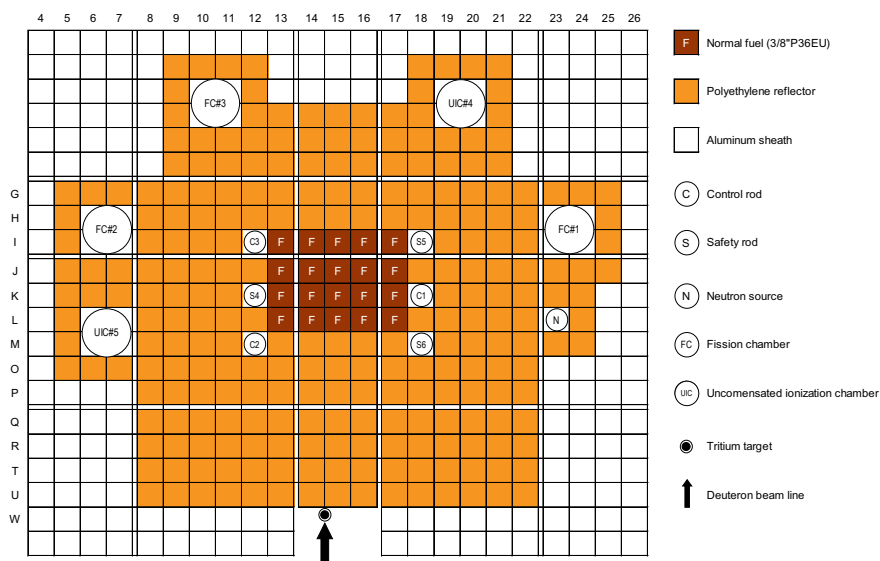 4 5 6 7 8 9 10 11 12 13 14 15 16 17 18 19 20 21 22 23 24 25 26
F Normal fuel (3/8"P36EU)
Polyethylene reflector
FC#3 UIC#4
Aluminum sheath
G
C Control rod
H
FC#2 FC#1
I C3 F F F F F S5
S Safety rod
J F F F F F
K S4 F F F F F C1
N Neutron source
L F F F F F N
UIC#5
M C2 S6
FC Fission chamber
O
P
UIC Uncomensated ionization chamber
Q
R
Tritium target
T
U
Deuteron beam line
W